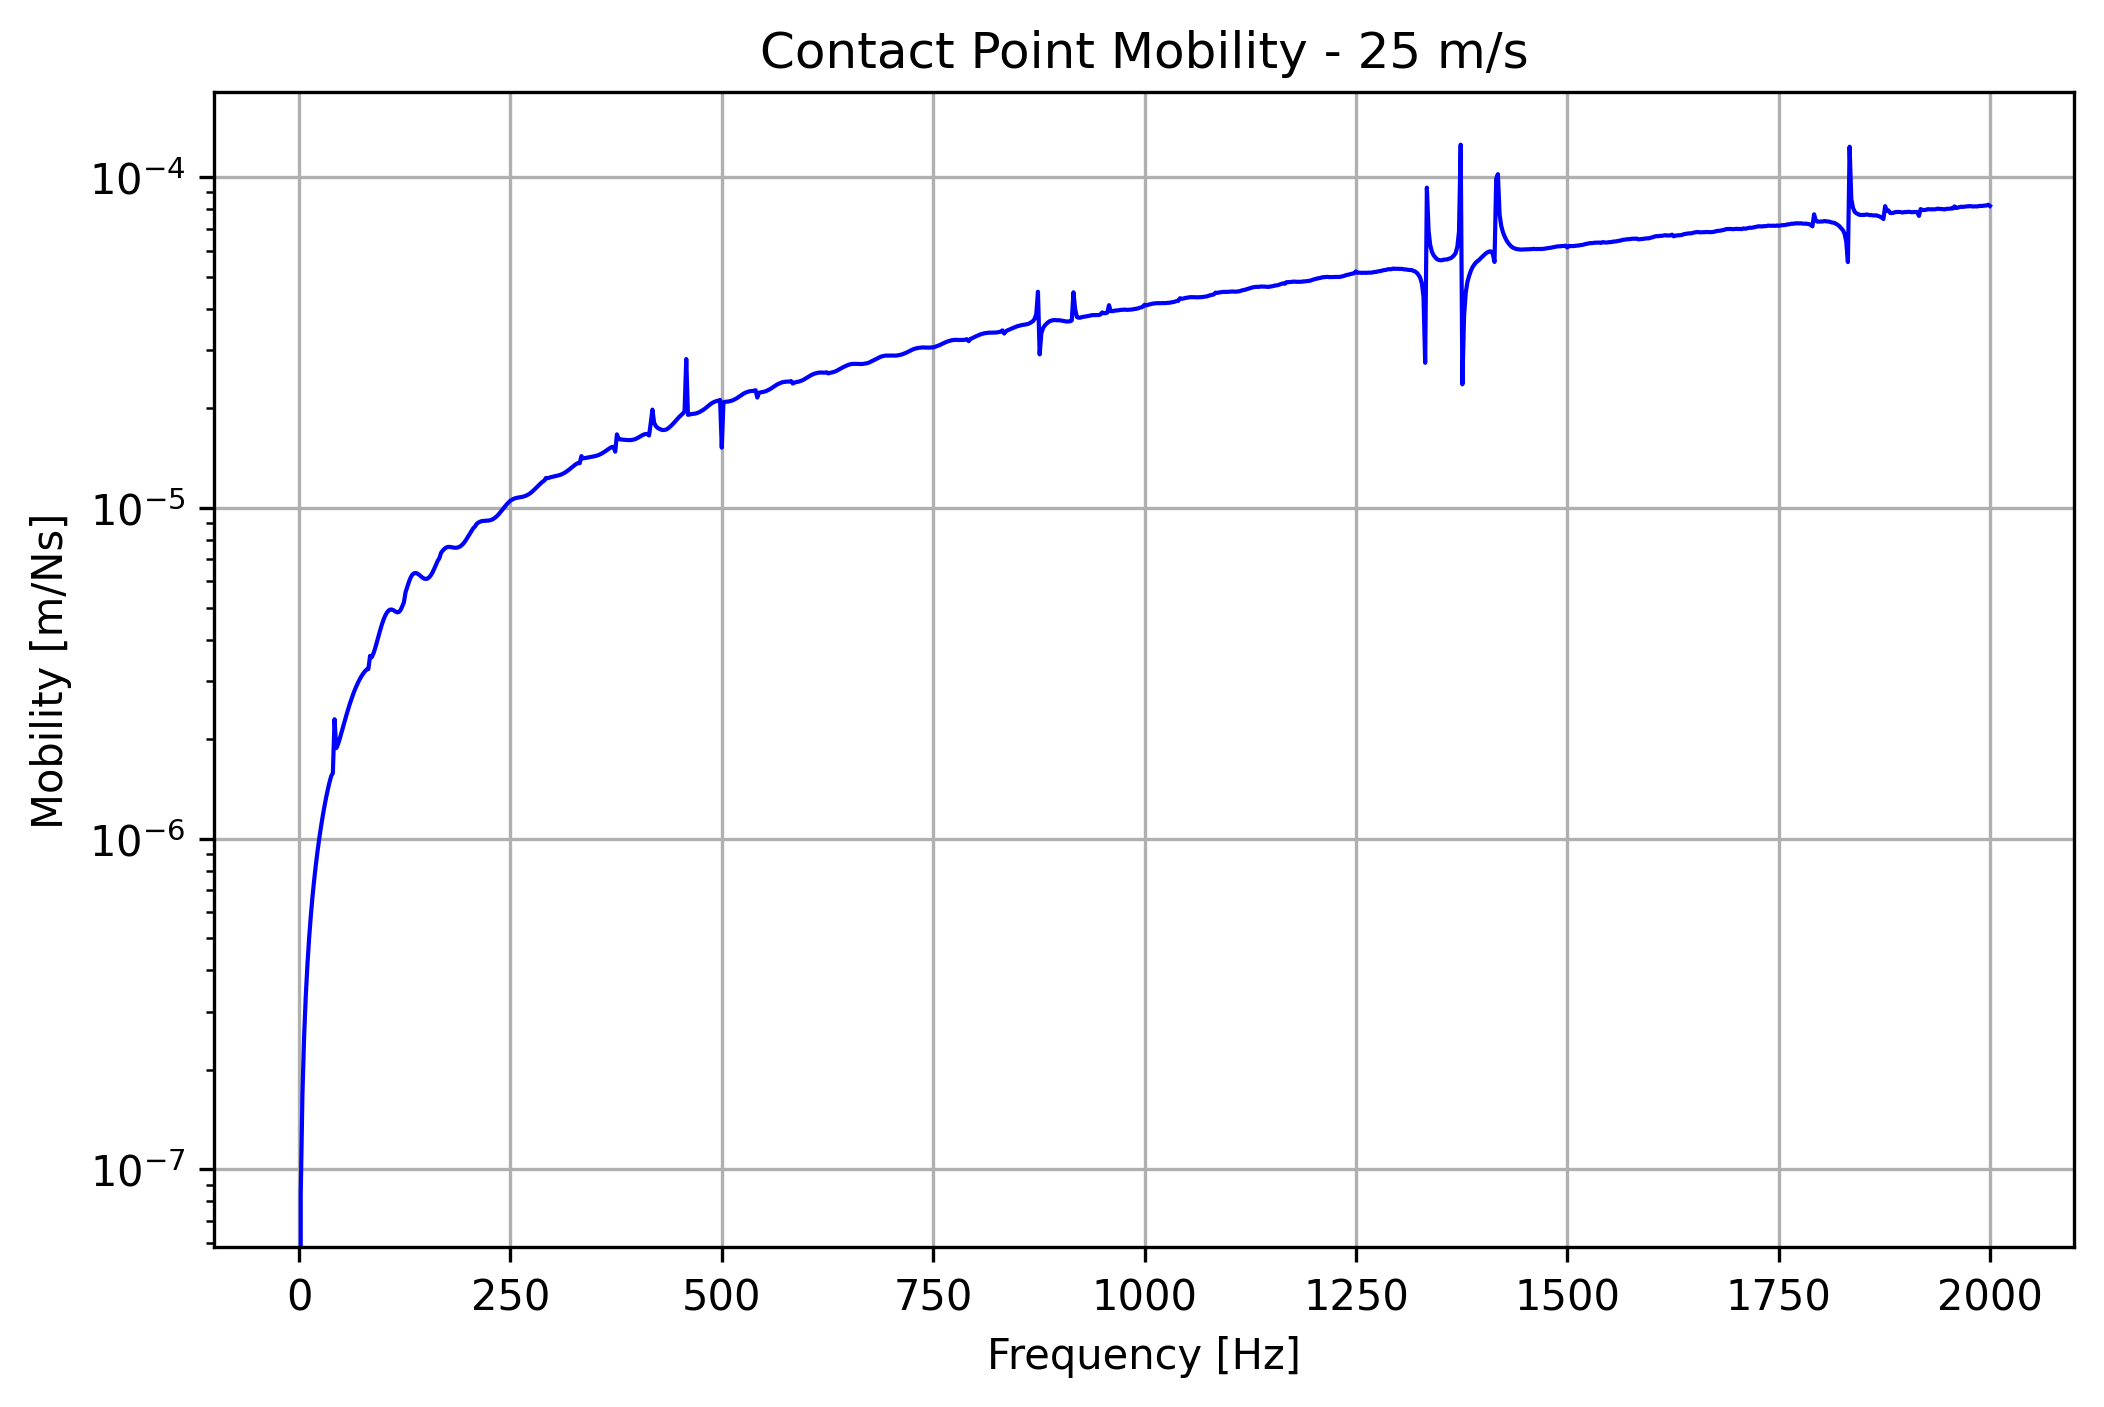 Contact Point Mobility - 25 m/s
Mobility [m/Ns]
10⁻⁴
10⁻⁵
10⁻⁶
10⁻⁷
0 250 500 750 1000 1250 1500 1750 2000
Frequency [Hz]